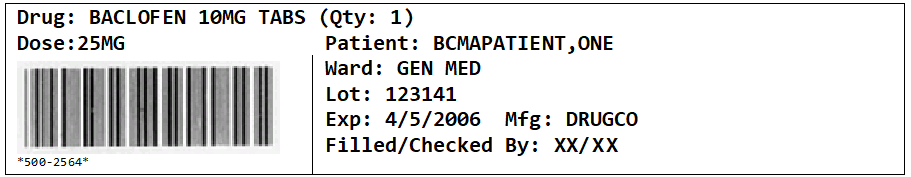 Drug: BACLOFEN 10MG TABS (Qty: 1)
Dose:25MG
Patient: BCMAPATIENT,ONE
Ward: GEN MED
Lot: 123141
Exp: 4/5/2006  Mfg: DRUGCO
Filled/Checked By: XX/XX
*500-2564*